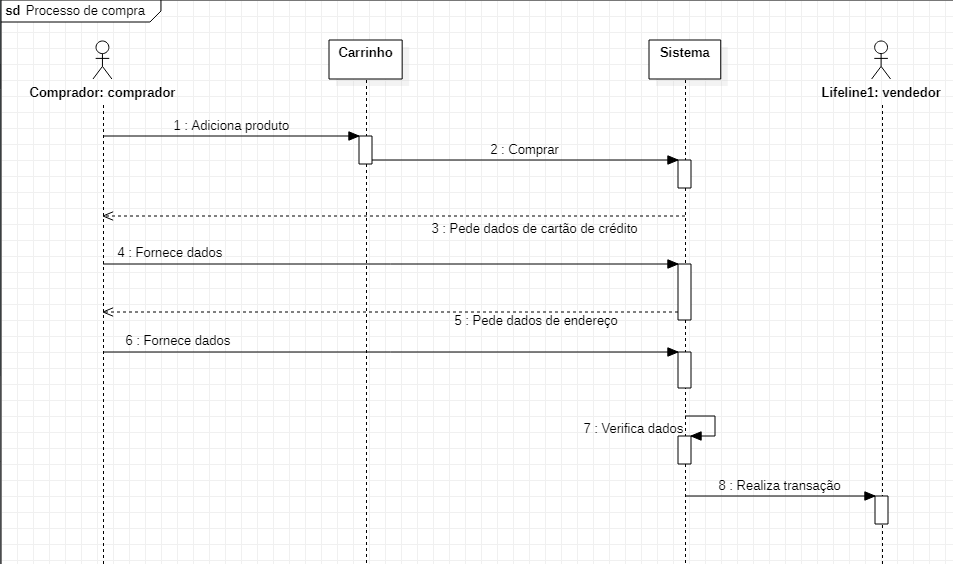 sd Processo de compra
Carrinho
Sistema
Comprador: comprador
Lifeline1: vendedor
1 : Adiciona produto
2 : Comprar
3 : Pede dados de cartão de crédito
4 : Fornece dados
5 : Pede dados de endereço
6 : Fornece dados
7 : Verifica dados
8 : Realiza transação